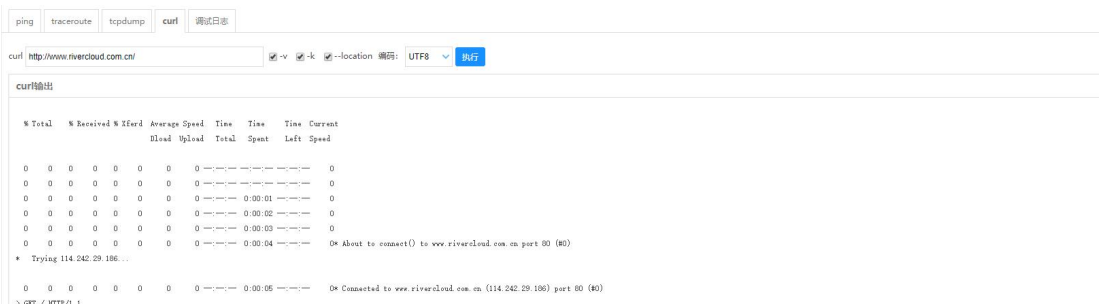 ping traceroute tcpdump curl 调试日志
curl http://www.rivercloud.com.cn/ -v -k --location 编码: UTF8 执行
curl输出
% Total % Received % Xferd Average Speed Time Time Time Current
Dload Upload Total Spent Left Speed
0 0 0 0 0 0 0 0 --:--:-- --:--:-- --:--:-- 0
0 0 0 0 0 0 0 0 --:--:-- --:--:-- --:--:-- 0
0 0 0 0 0 0 0 0 --:--:-- 0:00:01 --:--:-- 0
0 0 0 0 0 0 0 0 --:--:-- 0:00:02 --:--:-- 0
0 0 0 0 0 0 0 0 --:--:-- 0:00:03 --:--:-- 0
0 0 0 0 0 0 0 0 --:--:-- 0:00:04 --:--:-- 0* About to connect() to www.rivercloud.com.cn port 80 (#0)
* Trying 114.242.29.186...
0 0 0 0 0 0 0 0 --:--:-- 0:00:05 --:--:-- 0* Connected to www.rivercloud.com.cn (114.242.29.186) port 80 (#0)
> GET / HTTP/1.1